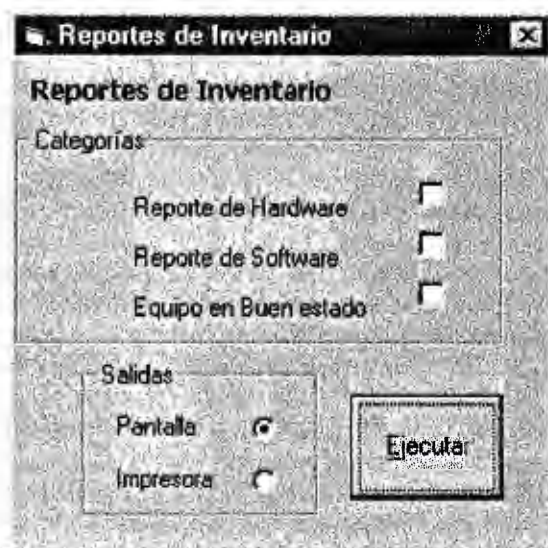 Reportes de Inventario
Reportes de Inventario
Categorías
Reporte de Hardware
Reporte de Software
Equipo en Buen estado
Salidas
Pantalla
Impresora
Ejecutar